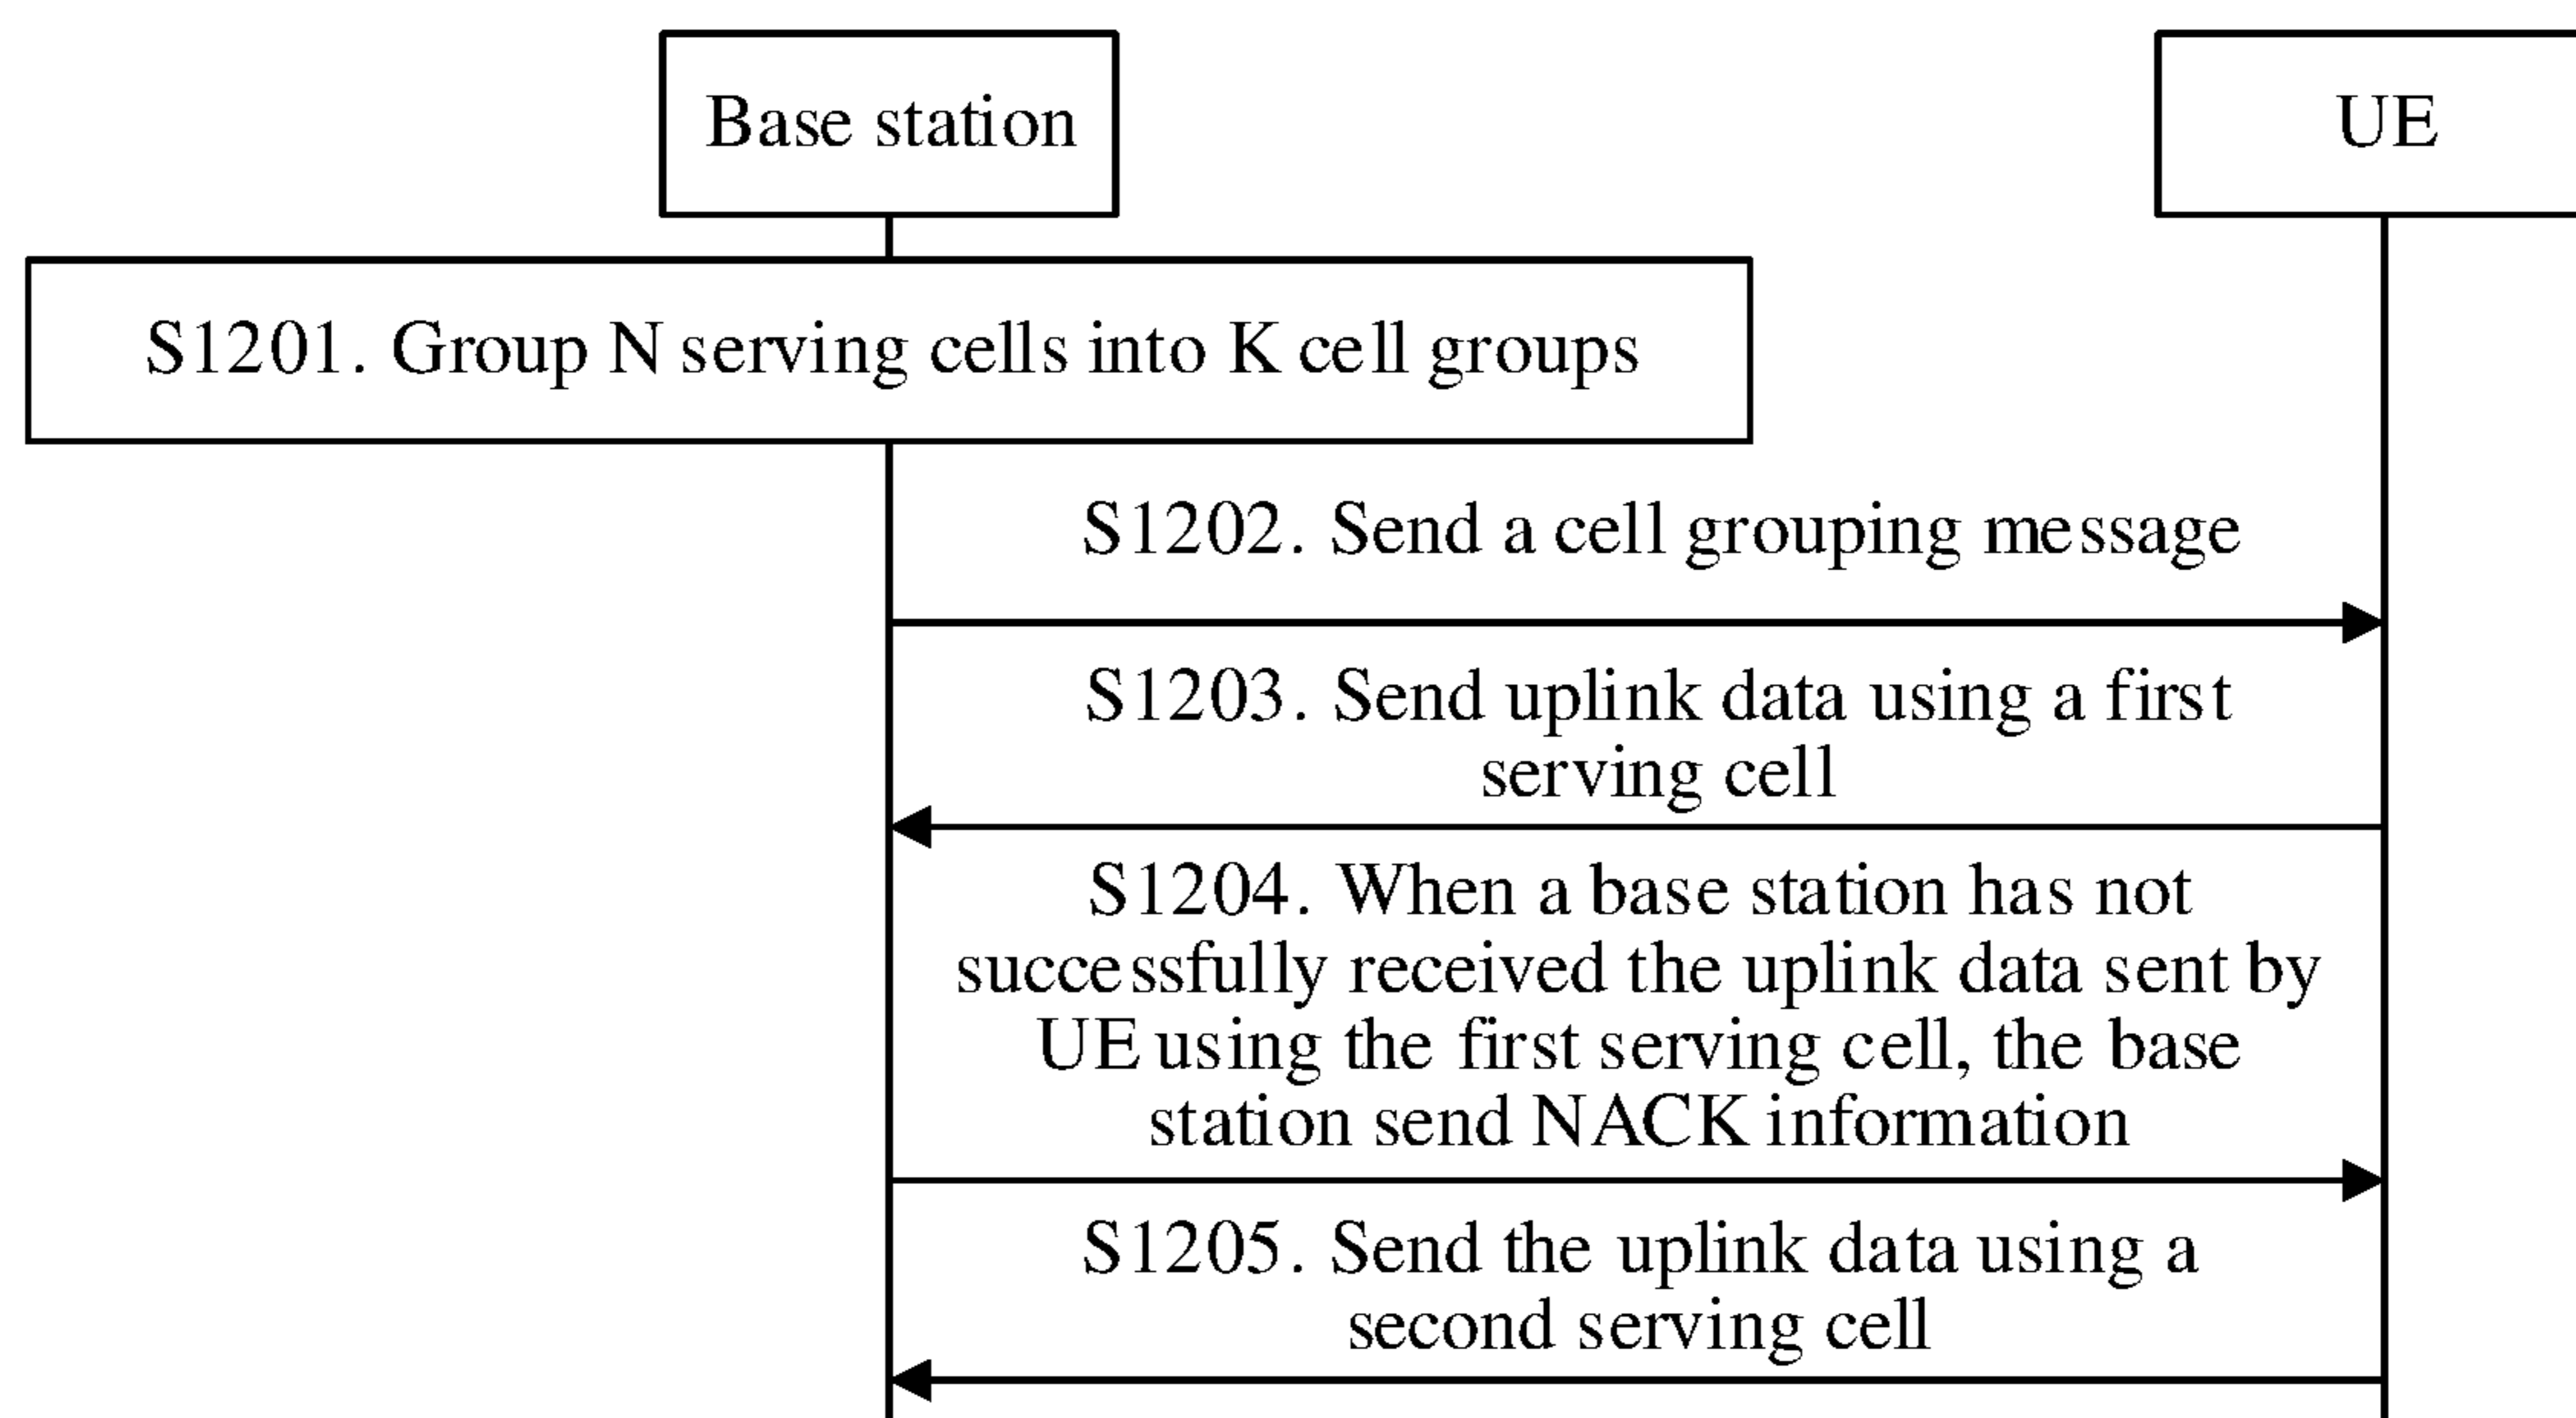 Base station
UE
S1201. Group N serving cells into K cell groups
S1202. Send a cell grouping message
S1203. Send uplink data using a first
serving cell
S1204. When a base station has not
successfully received the uplink data sent by
UE using the first serving cell, the base
station send NACK information
S1205. Send the uplink data using a
second serving cell